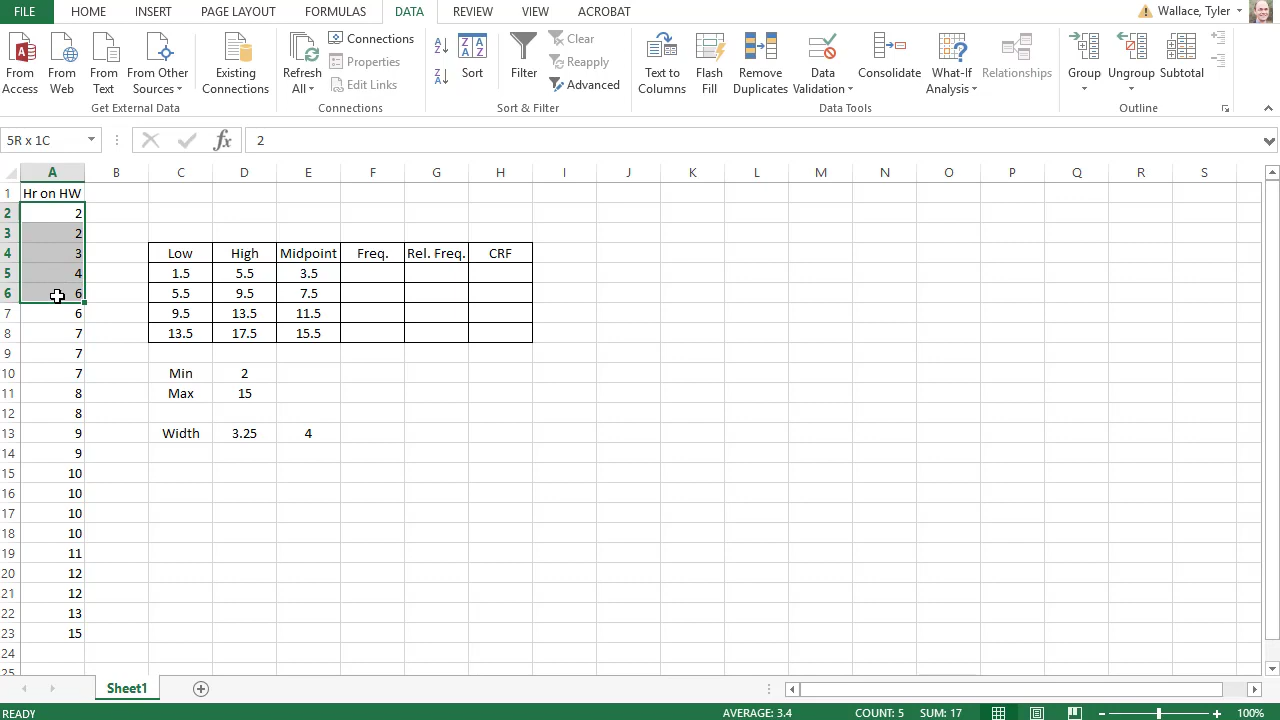 FILE HOME INSERT PAGE LAYOUT FORMULAS DATA REVIEW VIEW ACROBAT Wallace, Tyler
From Access
From Web
From Text
From Other Sources
Existing Connections
Refresh All
Connections
Properties
Edit Links
Sort
Filter
Clear
Reapply
Advanced
Text to Columns
Flash Fill
Remove Duplicates
Data Validation
Consolidate
What-If Analysis
Relationships
Group
Ungroup
Subtotal
Get External Data Connections Sort & Filter Data Tools Outline
5R x 1C fx 2
A B C D E F G H I J K L M N O P Q R S
1 Hr on HW
2 2
3 2
4 3 Low High Midpoint Freq. Rel. Freq. CRF
5 4 1.5 5.5 3.5
6 6 5.5 9.5 7.5
7 6 9.5 13.5 11.5
8 7 13.5 17.5 15.5
9 7
10 7 Min 2
11 8 Max 15
12 8
13 9 Width 3.25 4
14 9
15 10
16 10
17 10
18 10
19 11
20 12
21 12
22 13
23 15
24
25
Sheet1
READY AVERAGE: 3.4 COUNT: 5 SUM: 17 100%